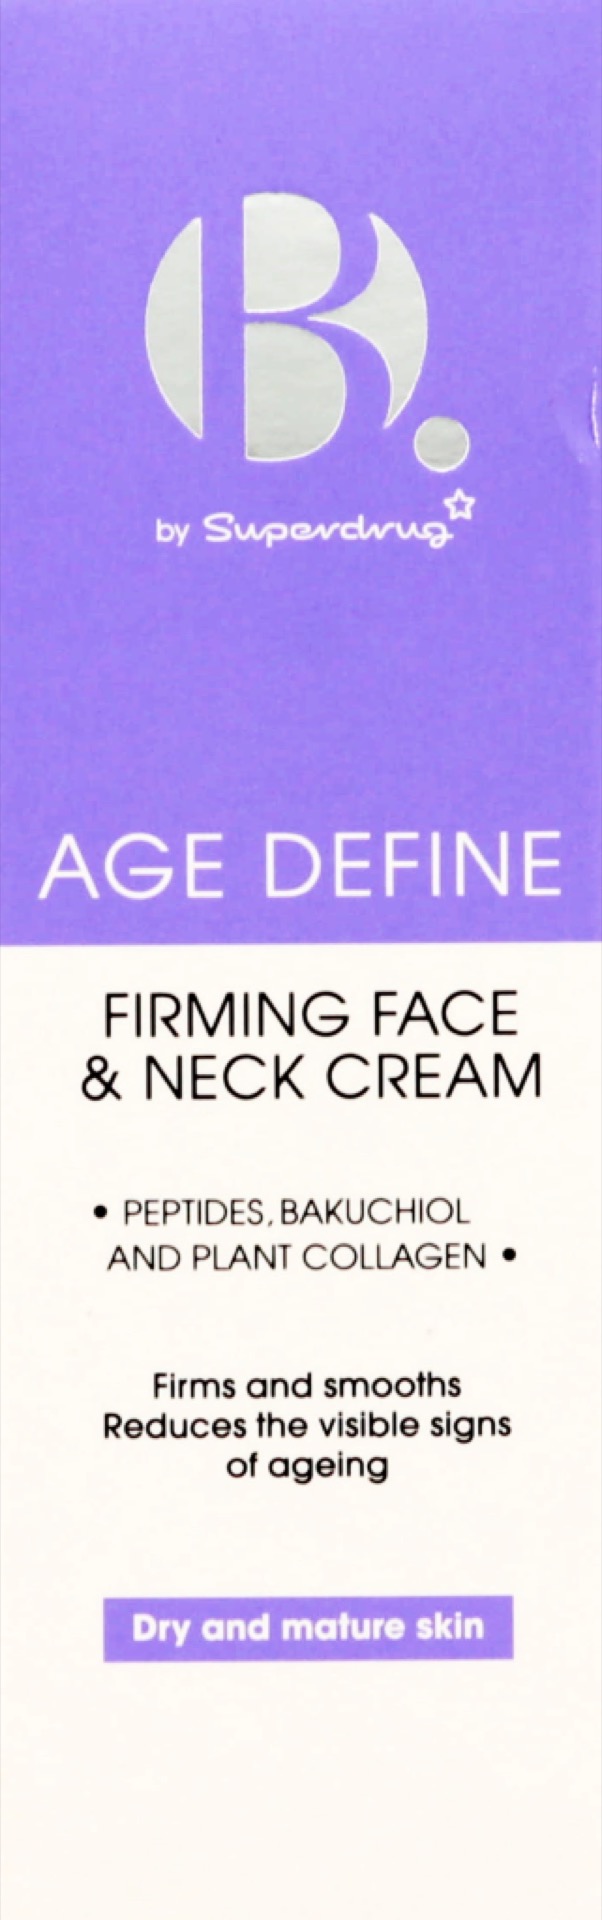 B.
by Superdrug
AGE DEFINE
FIRMING FACE
& NECK CREAM
• PEPTIDES, BAKUCHIOL
AND PLANT COLLAGEN •
Firms and smooths
Reduces the visible signs
of ageing
Dry and mature skin